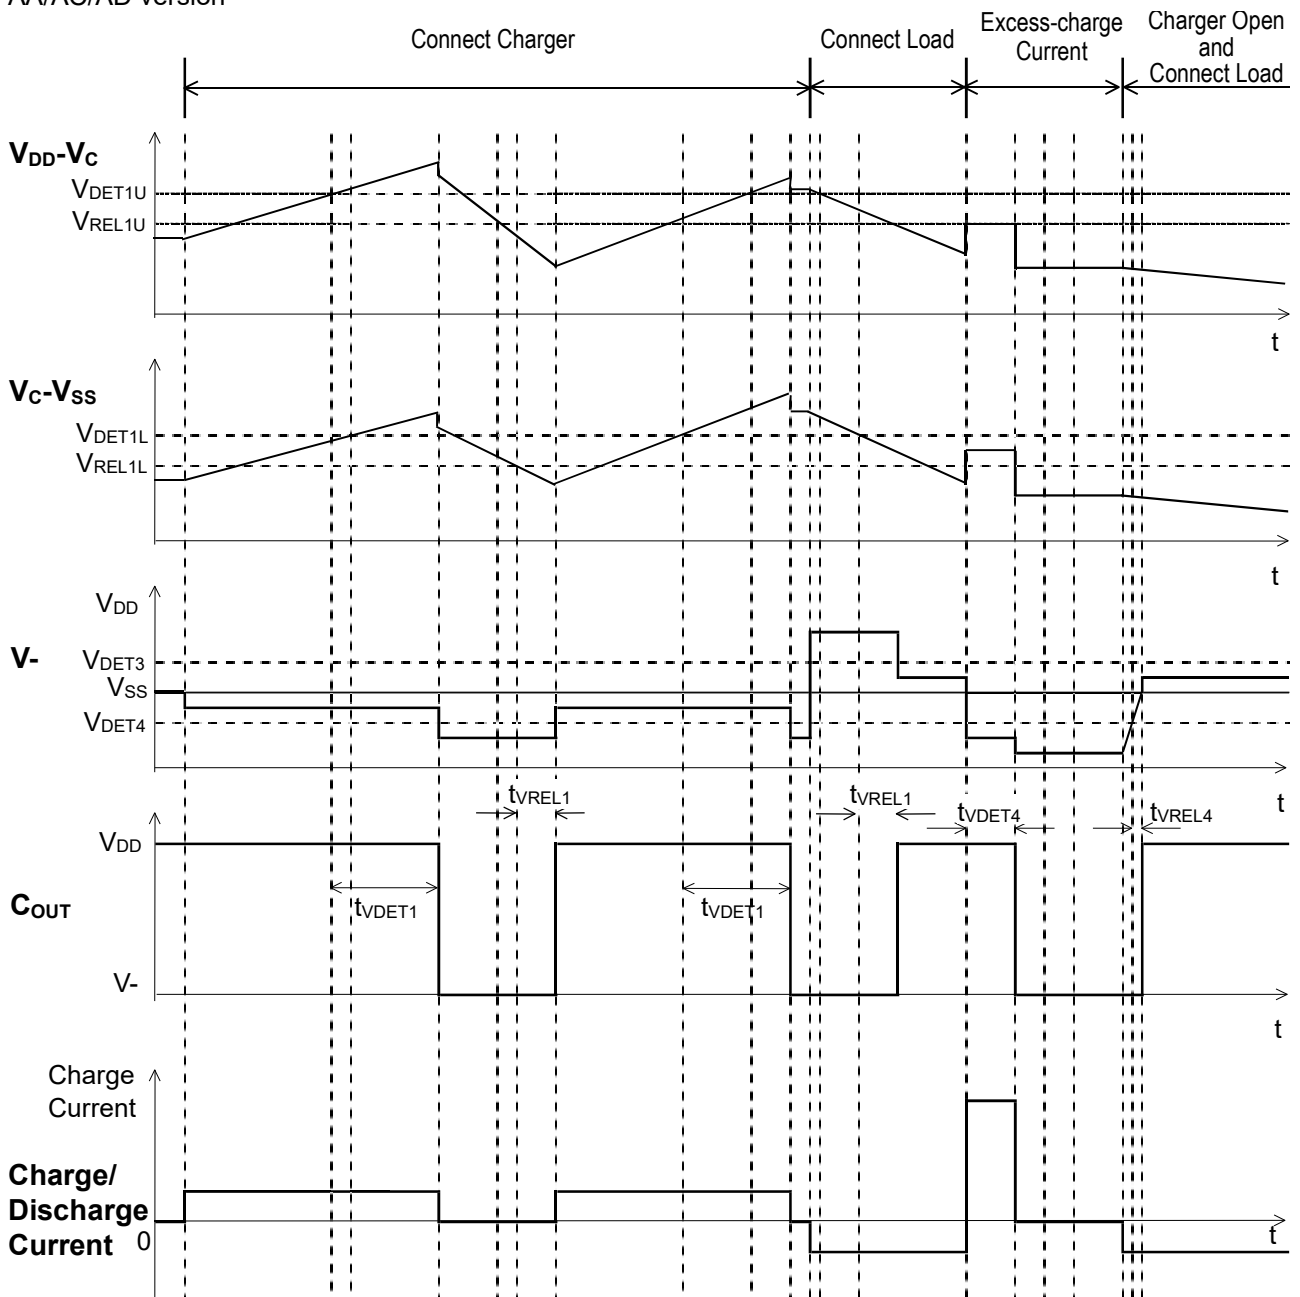 AA/AC/AD version
Connect Charger
Connect Load
Excess-charge
Current
Charger Open
and
Connect Load
VDD-VC
VDET1U
VREL1U
t
VC-VSS
VDET1L
VREL1L
t
VDD
V-
VDET3
VSS
VDET4
t
tVREL1
tVREL1
tVDET4
tVREL4
VDD
COUT
tVDET1
tVDET1
V-
t
Charge
Current
Charge/
Discharge
Current
0
t